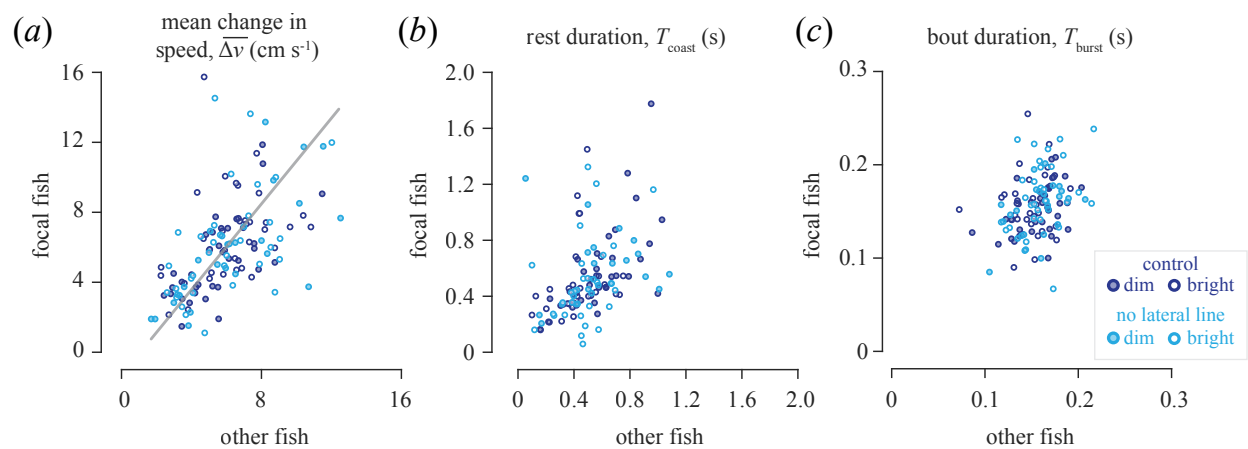 (a)
mean change in
speed, Δv (cm s⁻¹)
16
12
8
4
0
focal fish
0
8
16
other fish
(b)
rest duration, T_coast (s)
2.0
1.6
1.2
0.8
0.4
0
focal fish
0
0.4
0.8
1.2
1.6
2.0
other fish
(c)
bout duration, T_burst (s)
0.3
0.2
0.1
0
focal fish
0
0.1
0.2
0.3
other fish
control
dim bright
no lateral line
dim bright